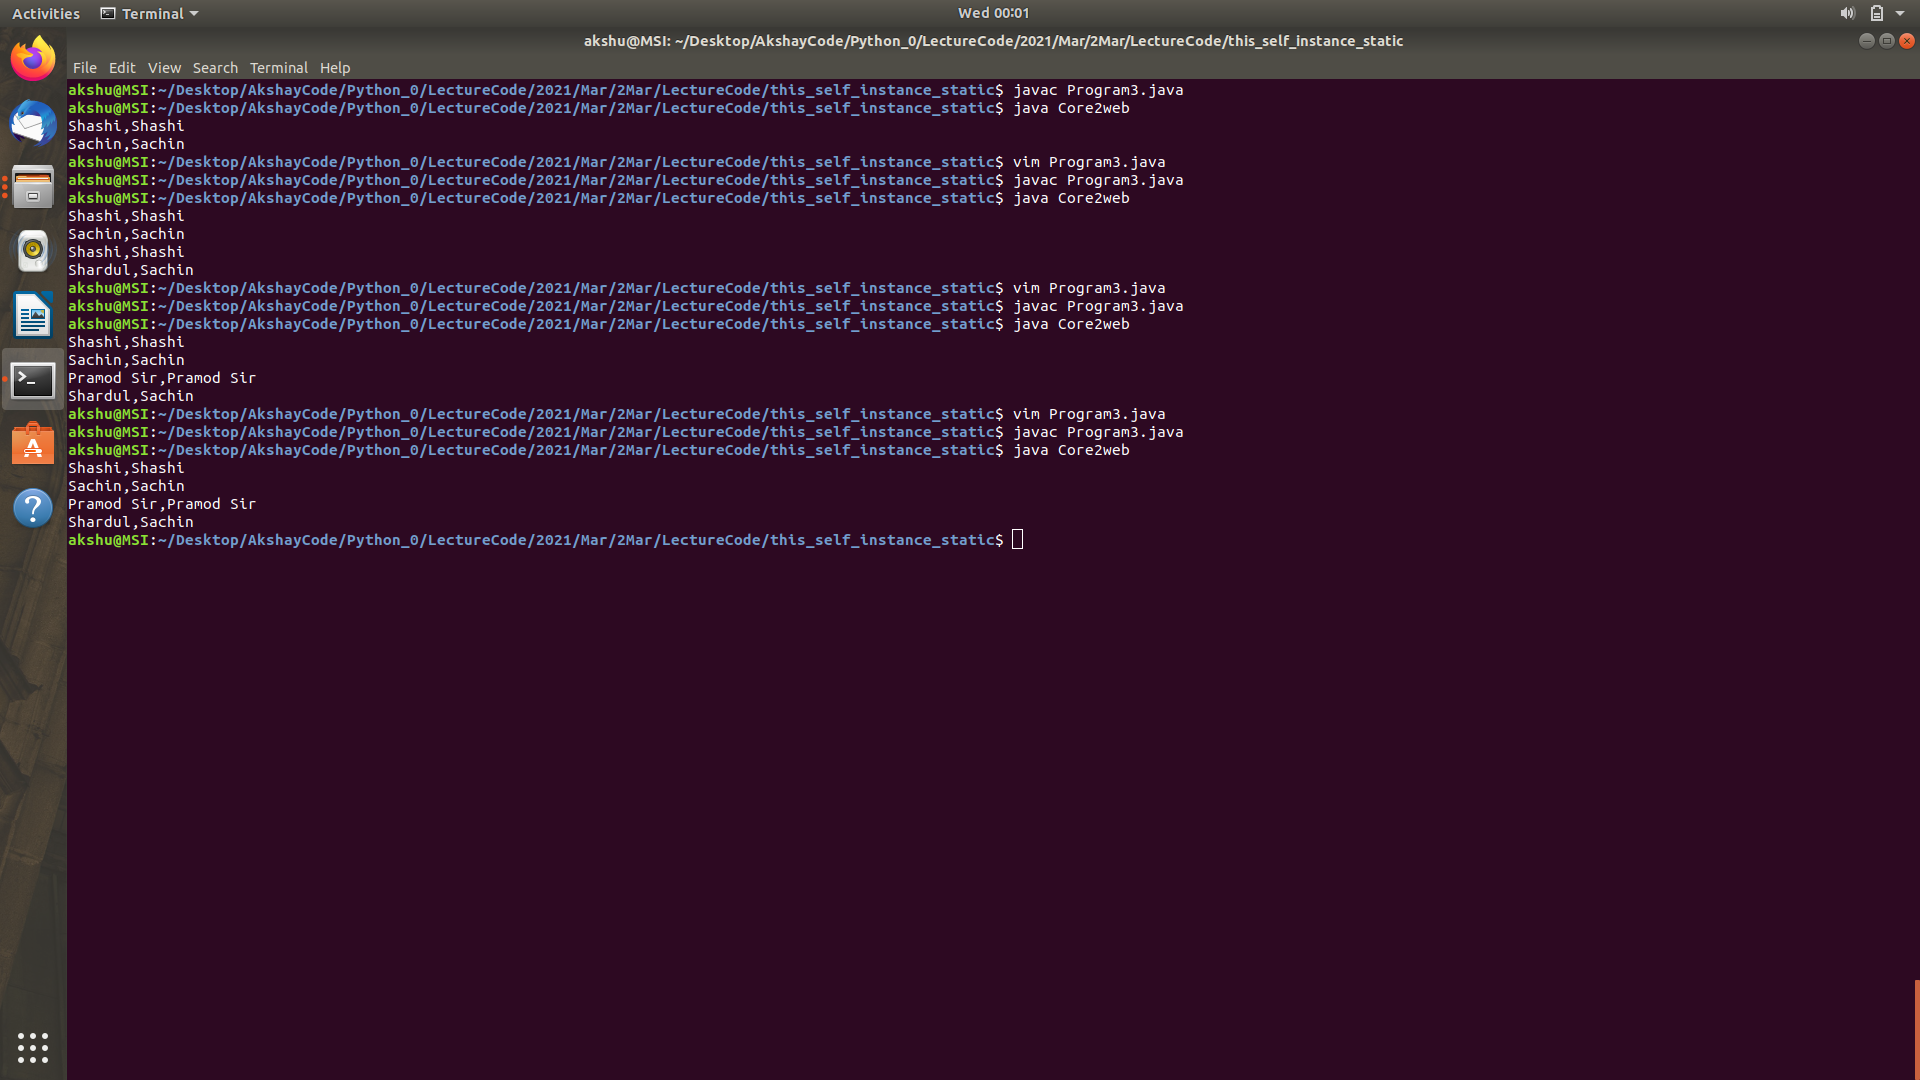 Activities Terminal Wed 00:01
akshu@MSI: ~/Desktop/AkshayCode/Python_0/LectureCode/2021/Mar/2Mar/LectureCode/this_self_instance_static
File Edit View Search Terminal Help
akshu@MSI:~/Desktop/AkshayCode/Python_0/LectureCode/2021/Mar/2Mar/LectureCode/this_self_instance_static$ javac Program3.java
akshu@MSI:~/Desktop/AkshayCode/Python_0/LectureCode/2021/Mar/2Mar/LectureCode/this_self_instance_static$ java Core2web
Shashi,Shashi
Sachin,Sachin
akshu@MSI:~/Desktop/AkshayCode/Python_0/LectureCode/2021/Mar/2Mar/LectureCode/this_self_instance_static$ vim Program3.java
akshu@MSI:~/Desktop/AkshayCode/Python_0/LectureCode/2021/Mar/2Mar/LectureCode/this_self_instance_static$ javac Program3.java
akshu@MSI:~/Desktop/AkshayCode/Python_0/LectureCode/2021/Mar/2Mar/LectureCode/this_self_instance_static$ java Core2web
Shashi,Shashi
Sachin,Sachin
Shashi,Shashi
Shardul,Sachin
akshu@MSI:~/Desktop/AkshayCode/Python_0/LectureCode/2021/Mar/2Mar/LectureCode/this_self_instance_static$ vim Program3.java
akshu@MSI:~/Desktop/AkshayCode/Python_0/LectureCode/2021/Mar/2Mar/LectureCode/this_self_instance_static$ javac Program3.java
akshu@MSI:~/Desktop/AkshayCode/Python_0/LectureCode/2021/Mar/2Mar/LectureCode/this_self_instance_static$ java Core2web
Shashi,Shashi
Sachin,Sachin
Pramod Sir,Pramod Sir
Shardul,Sachin
akshu@MSI:~/Desktop/AkshayCode/Python_0/LectureCode/2021/Mar/2Mar/LectureCode/this_self_instance_static$ vim Program3.java
akshu@MSI:~/Desktop/AkshayCode/Python_0/LectureCode/2021/Mar/2Mar/LectureCode/this_self_instance_static$ javac Program3.java
akshu@MSI:~/Desktop/AkshayCode/Python_0/LectureCode/2021/Mar/2Mar/LectureCode/this_self_instance_static$ java Core2web
Shashi,Shashi
Sachin,Sachin
Pramod Sir,Pramod Sir
Shardul,Sachin
akshu@MSI:~/Desktop/AkshayCode/Python_0/LectureCode/2021/Mar/2Mar/LectureCode/this_self_instance_static$